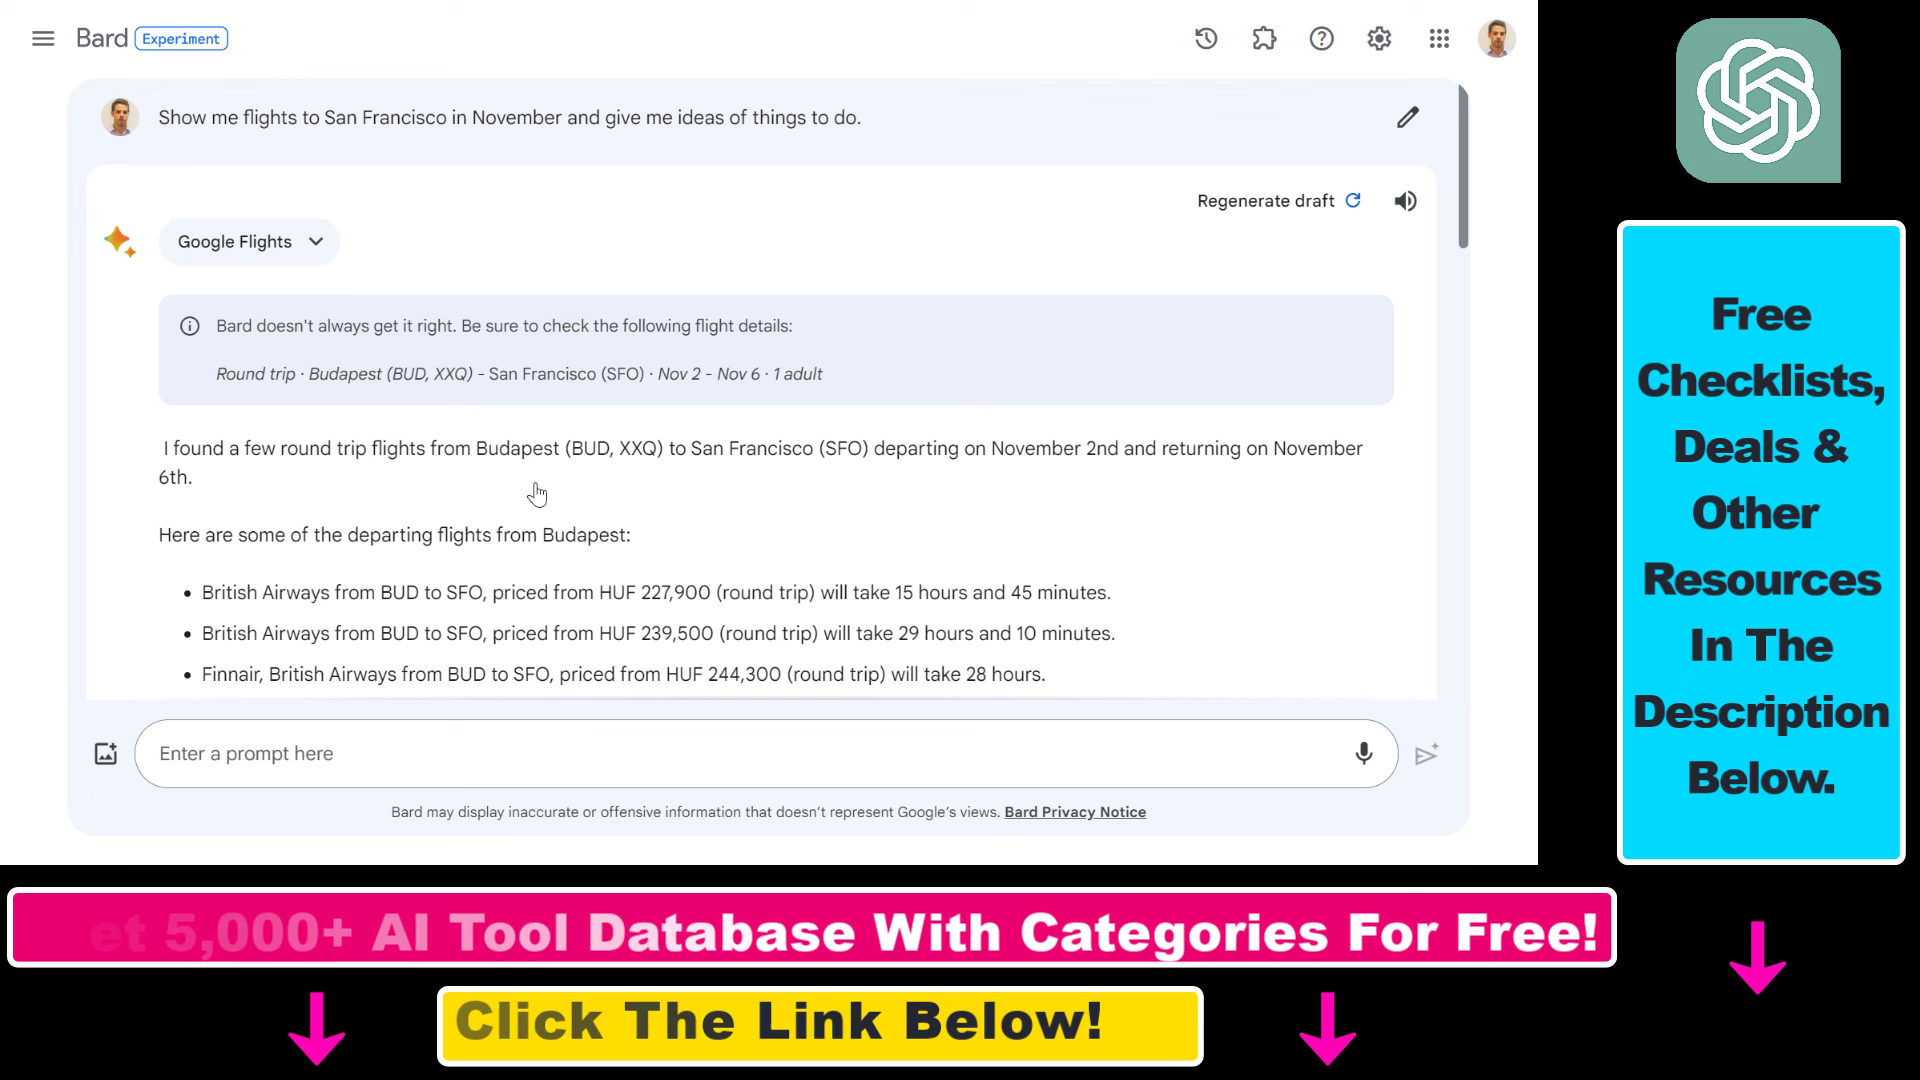 Bard Experiment
Show me flights to San Francisco in November and give me ideas of things to do.
Regenerate draft
Google Flights
Bard doesn't always get it right. Be sure to check the following flight details:
Round trip · Budapest (BUD, XXQ) - San Francisco (SFO) · Nov 2 - Nov 6 · 1 adult
I found a few round trip flights from Budapest (BUD, XXQ) to San Francisco (SFO) departing on November 2nd and returning on November
6th.
Here are some of the departing flights from Budapest:
• British Airways from BUD to SFO, priced from HUF 227,900 (round trip) will take 15 hours and 45 minutes.
• British Airways from BUD to SFO, priced from HUF 239,500 (round trip) will take 29 hours and 10 minutes.
• Finnair, British Airways from BUD to SFO, priced from HUF 244,300 (round trip) will take 28 hours.
Enter a prompt here
Bard may display inaccurate or offensive information that doesn't represent Google's views. Bard Privacy Notice
Free
Checklists,
Deals &
Other
Resources
In The
Description
Below.
et 5,000+ AI Tool Database With Categories For Free!
Click The Link Below!